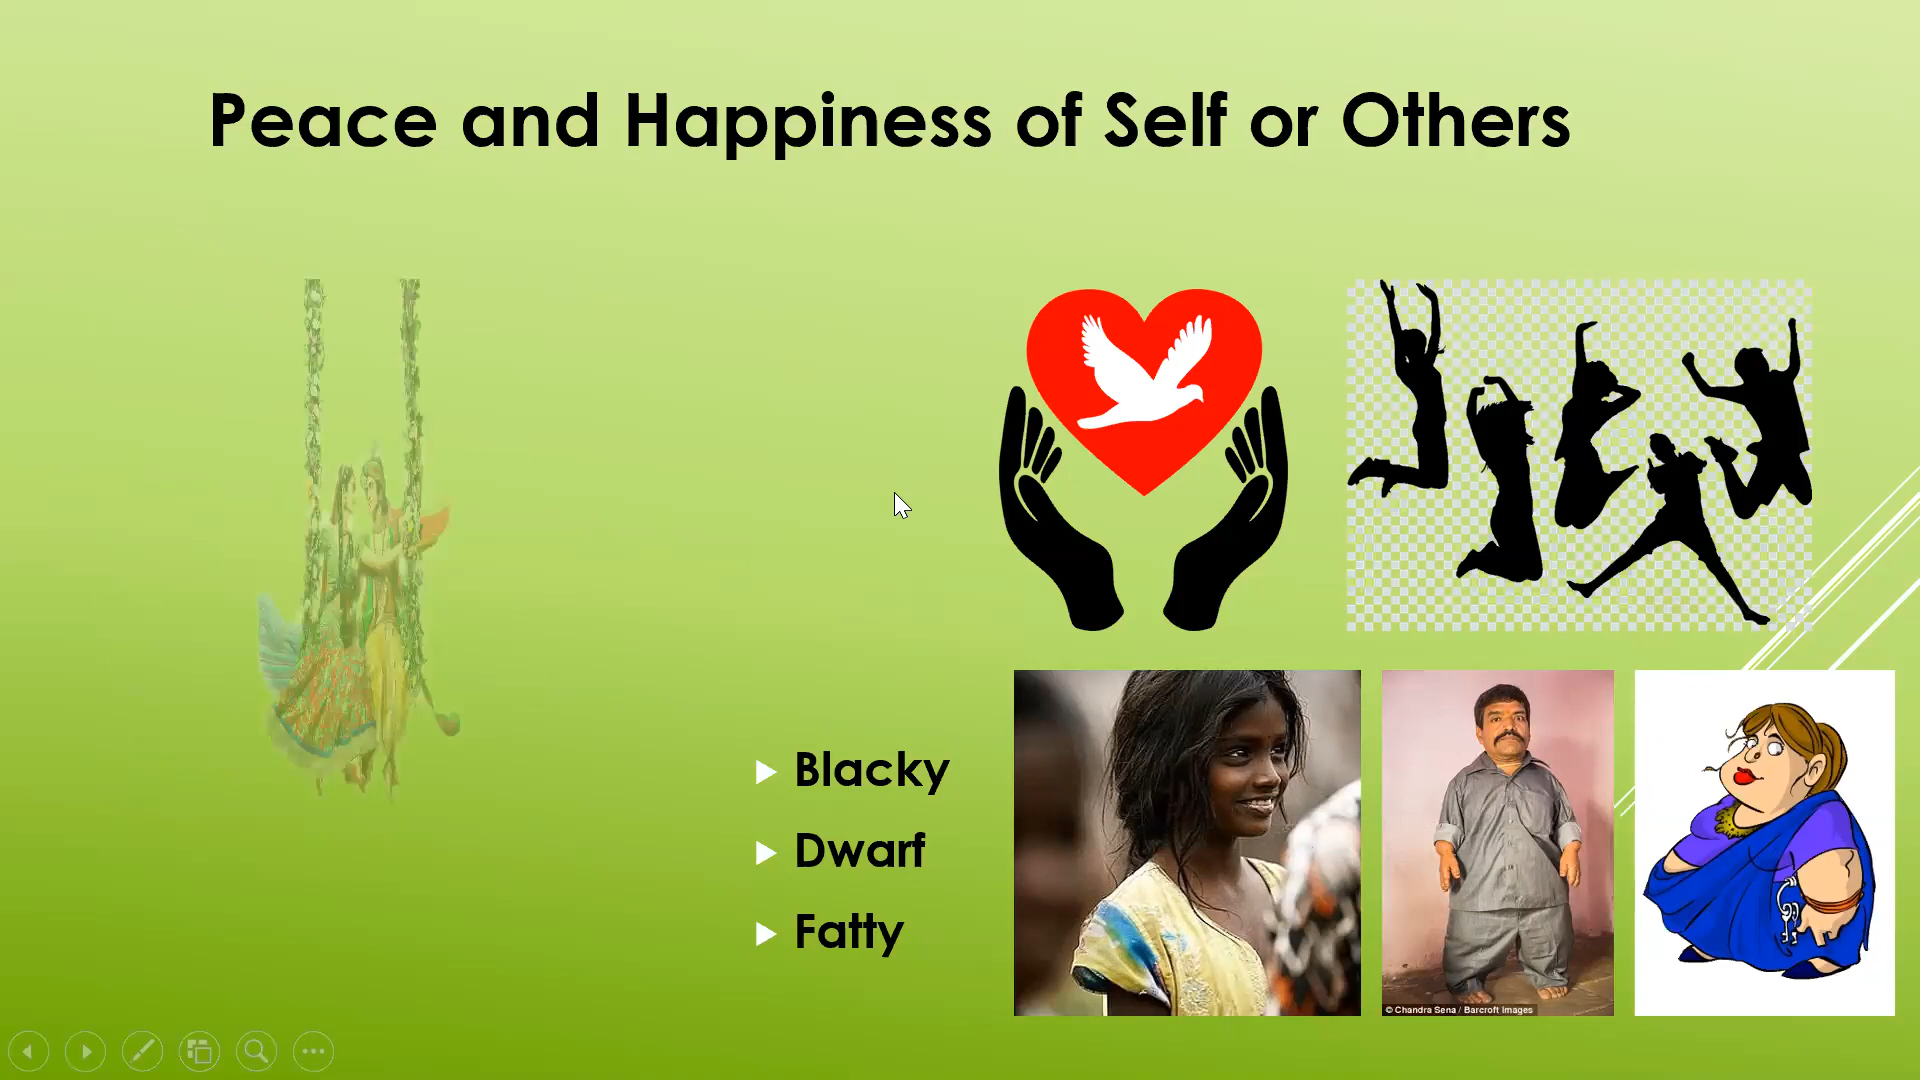 Peace and Happiness of Self or Others
Blacky
Dwarf
Fatty
© Chandra Sena / Barcroft Images